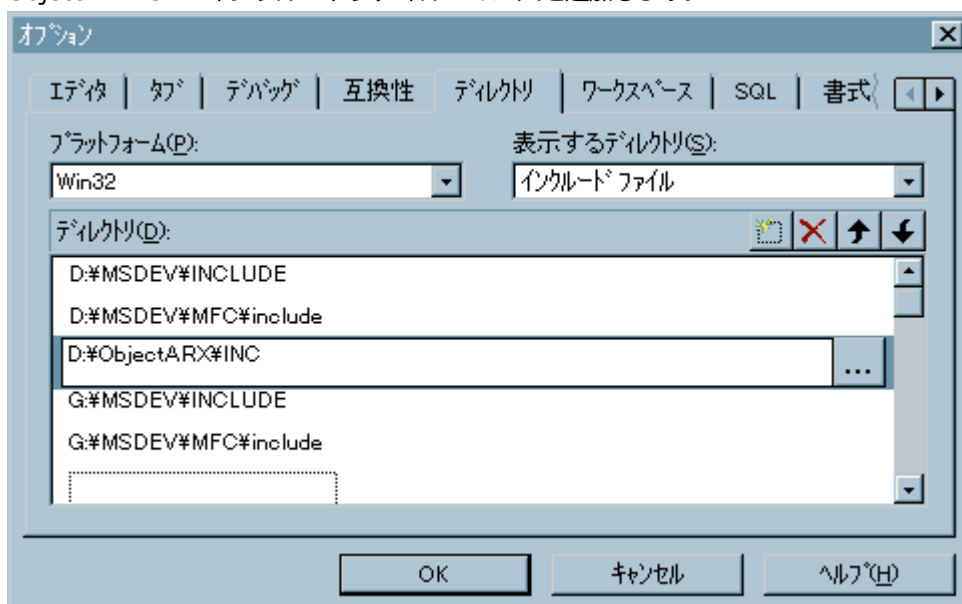 オプション
エディタ タブ デバッグ 互換性 ディレクトリ ワークスペース SQL 書式
プラットフォーム(P): 表示するディレクトリ(S):
Win32 インクルード ファイル
ディレクトリ(D):
D:¥MSDEV¥INCLUDE
D:¥MSDEV¥MFC¥include
D:¥ObjectARX¥INC ...
G:¥MSDEV¥INCLUDE
G:¥MSDEV¥MFC¥include
OK キャンセル ヘルプ(H)